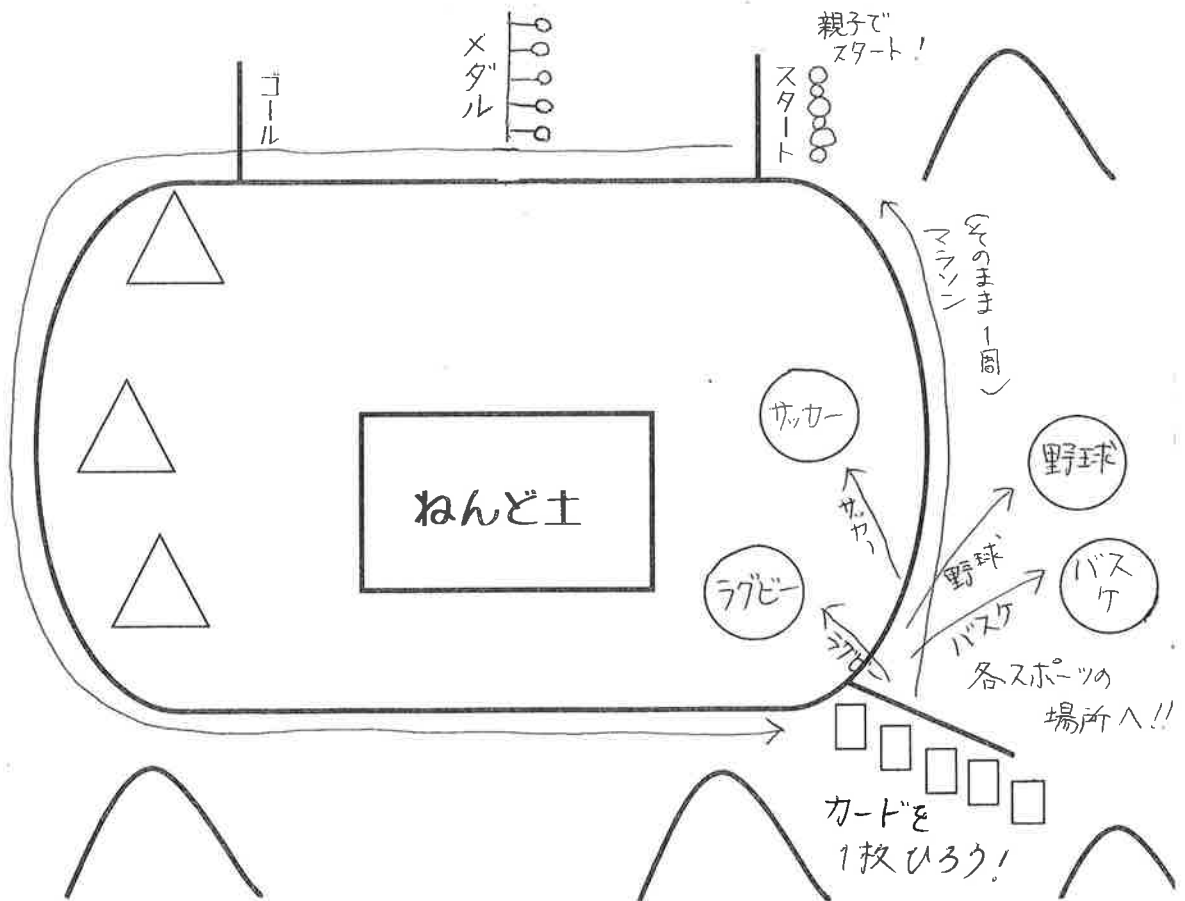 親子で
スタート!
スタート
メダル
ゴール
(そのまま1周)
マラソン
サッカー
野球
サッカー
ねんど土
ラグビー
野球
バス
ケ
バスケ
ラグビー
各スポーツの
場所へ!!
カードを
1枚ひろう!